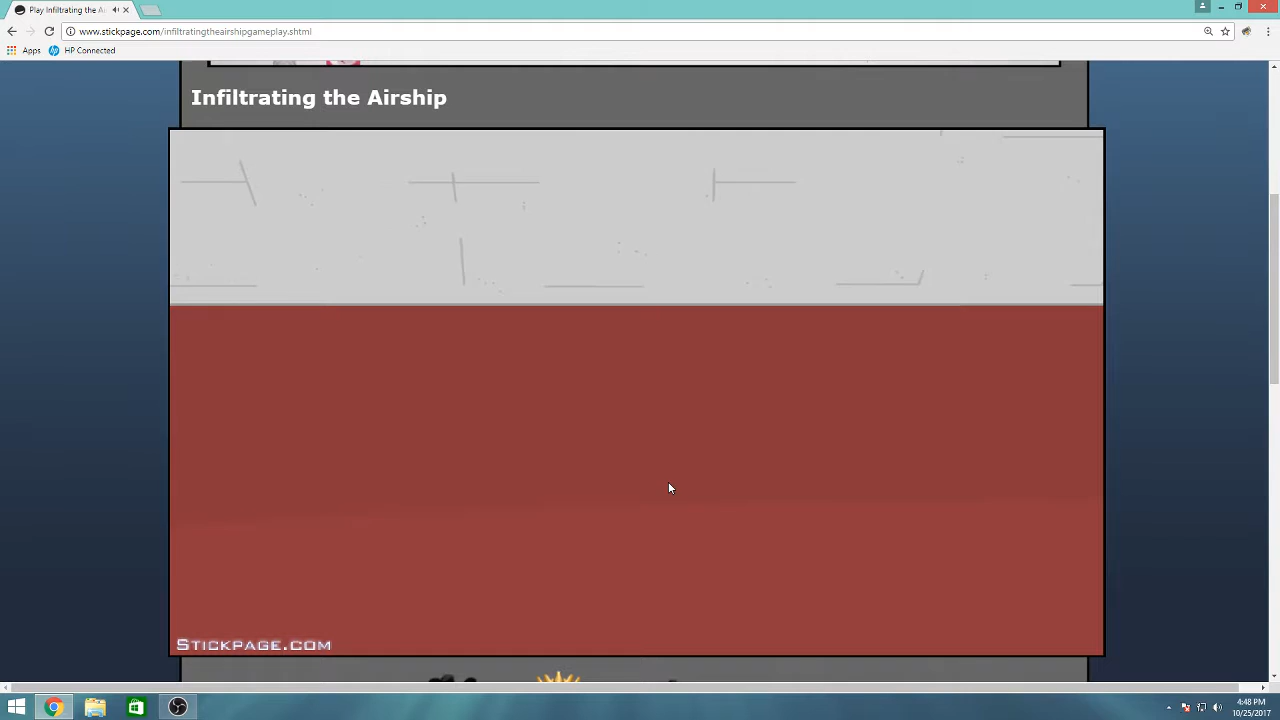 Play Infiltrating the Ai
www.stickpage.com/infiltratingtheairshipgameplay.shtml
Apps
HP Connected
Infiltrating the Airship
STICKPAGE.COM
4:48 PM
10/25/2017